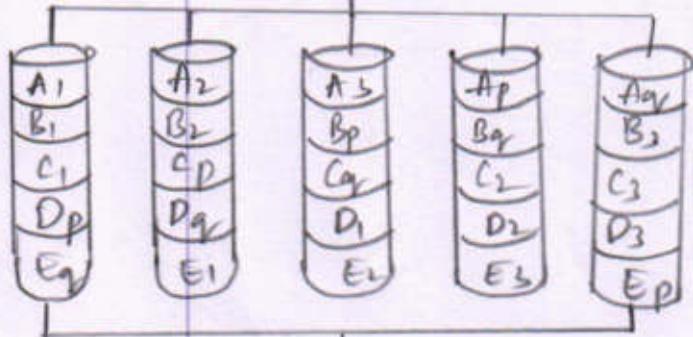 A1 A2 A3 Ap Aq
B1 B2 Bp Bq B3
C1 Cp Cq C2 C3
Dp Dq D1 D2 D3
Eq E1 E2 E3 Ep